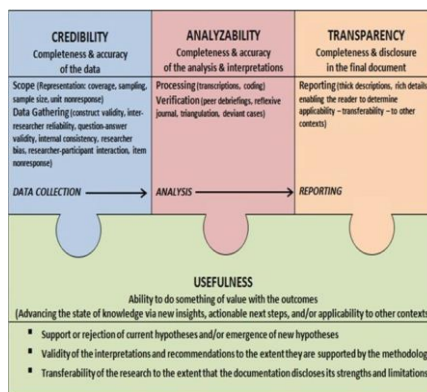 CREDIBILITY
Completeness & accuracy
of the data
Scope (Representation: coverage, sampling,
sample size, unit nonresponse)
Data Gathering (construct validity, inter-
researcher reliability, question-answer
validity, internal consistency, researcher
bias, researcher-participant interaction, item
nonresponse)
DATA COLLECTION
ANALYZABILITY
Completeness & accuracy
of the analysis & interpretations
Processing (transcriptions, coding)
Verification (peer debriefings, reflexive
journal, triangulation, deviant cases)
ANALYSIS
TRANSPARENCY
Completeness & disclosure
in the final document
Reporting (thick descriptions, rich details
enabling the reader to determine
applicability – transferability – to other
contexts)
REPORTING
USEFULNESS
Ability to do something of value with the outcomes
(Advancing the state of knowledge via new insights, actionable next steps, and/or applicability to other contexts
▪ Support or rejection of current hypotheses and/or emergence of new hypotheses
▪ Validity of the interpretations and recommendations to the extent they are supported by the methodolog
▪ Transferability of the research to the extent that the documentation discloses its strengths and limitations